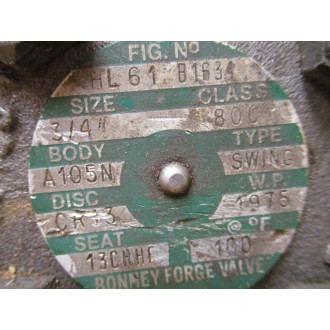 FIG. Nº
HL 61 B1634
SIZE CLASS
3/4" 800
BODY TYPE
A105N SWING
DISC W.P.
CR13 1975
SEAT @ °F
13CRHF 100
BONNEY FORGE VALVE